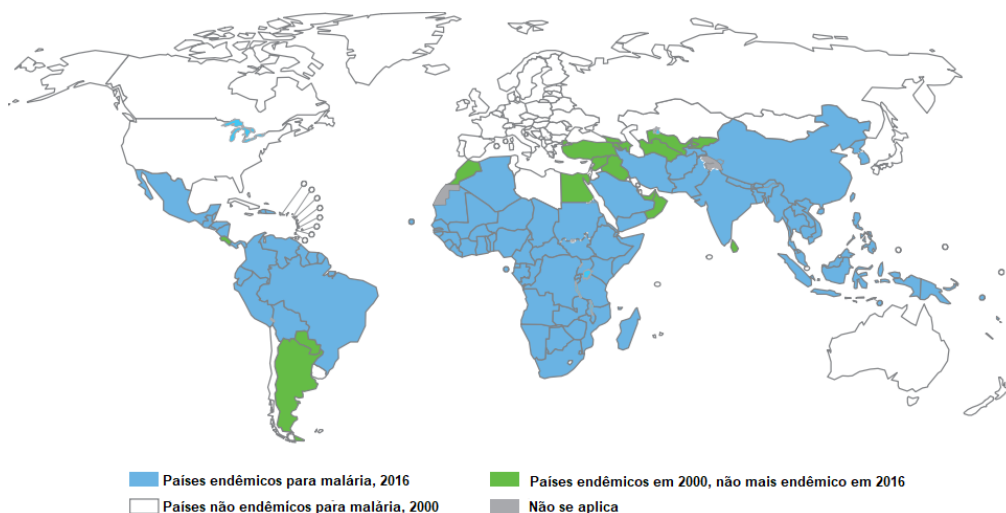 Países endêmicos para malária, 2016
Países endêmicos em 2000, não mais endêmico em 2016
Países não endêmicos para malária, 2000
Não se aplica